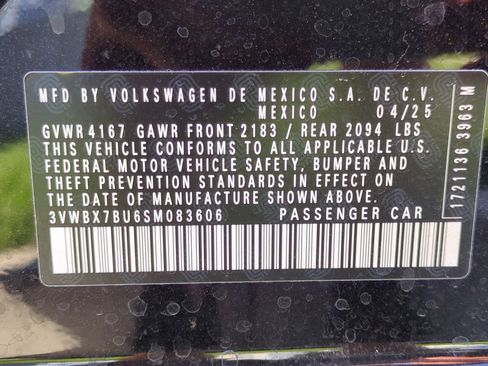 MFD BY VOLKSWAGEN DE MEXICO S.A. DE C.V.
MEXICO 04/25
GVWR 4167 GAWR FRONT 2183 / REAR 2094 LBS
THIS VEHICLE CONFORMS TO ALL APPLICABLE U.S.
FEDERAL MOTOR VEHICLE SAFETY, BUMPER AND
THEFT PREVENTION STANDARDS IN EFFECT ON
THE DATE OF MANUFACTURE SHOWN ABOVE.
3VWBX7BU6SM083606 PASSENGER CAR
1721136 3963 M